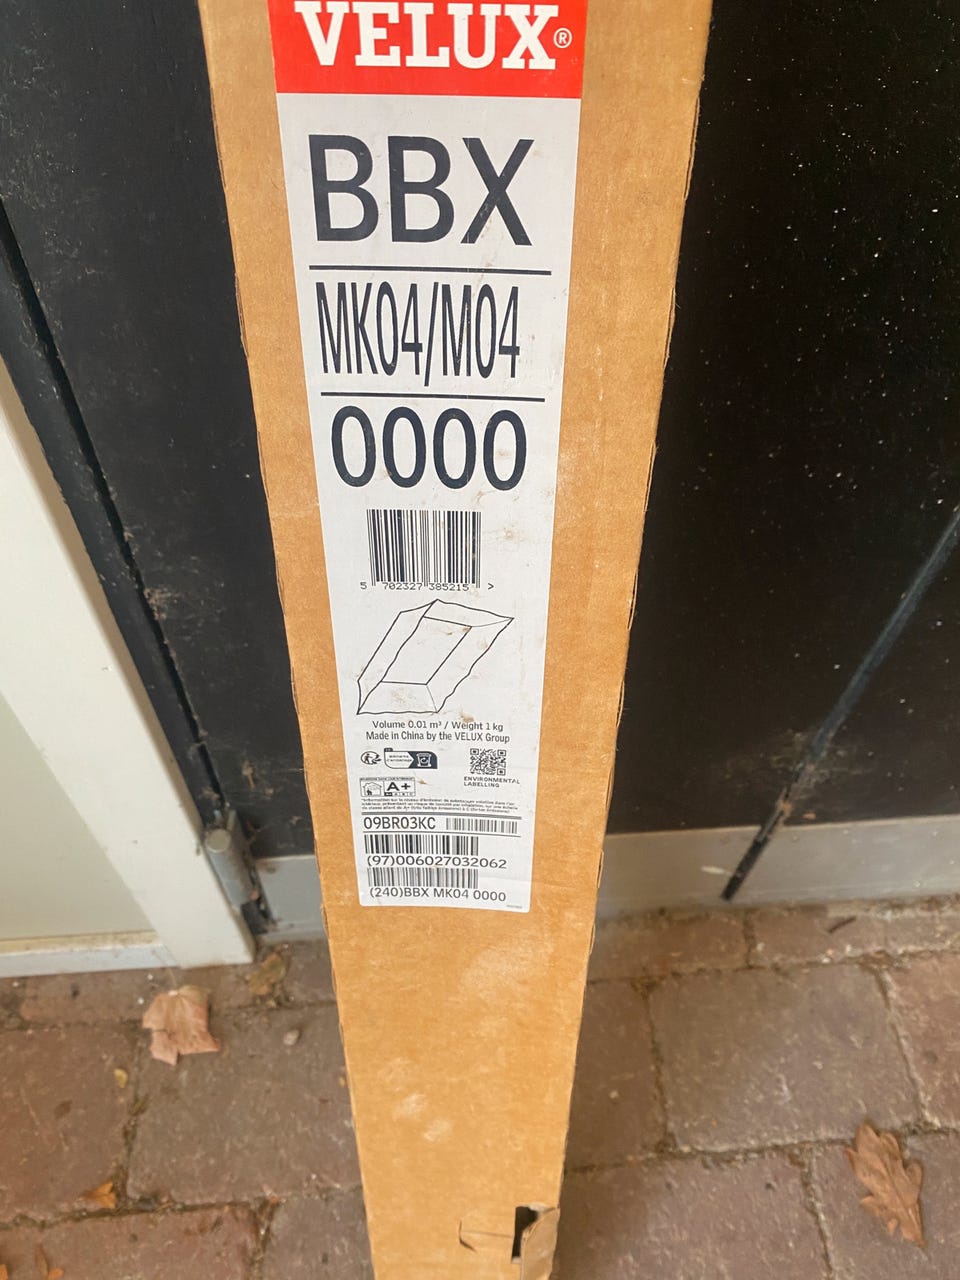 VELUX®
BBX
MK04/M04
0000
5 702327 385215 >
Volume 0.01 m³ / Weight 1 kg
Made in China by the VELUX Group
ENVIRONMENTAL
LABELLING
A+
09BR03KC
(97)006027032062
(240)BBX MK04 0000